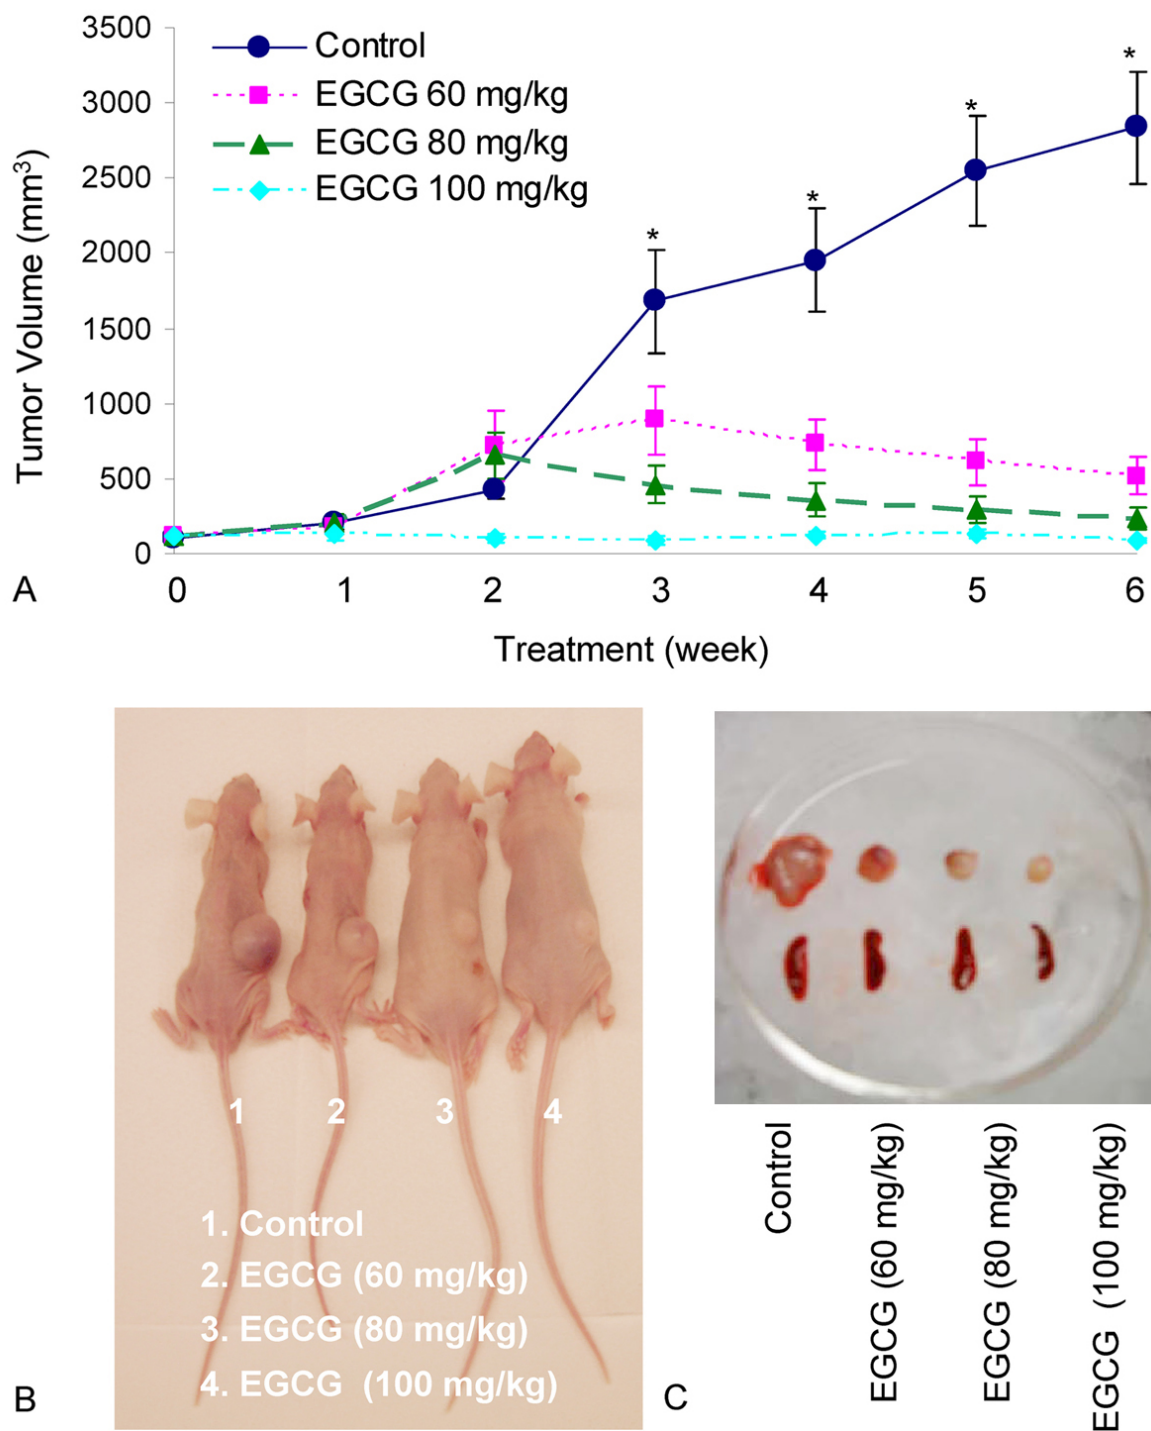 3500
3000
2500
2000
1500
1000
500
0
Tumor Volume (mm³)
Control
EGCG 60 mg/kg
EGCG 80 mg/kg
EGCG 100 mg/kg
*
*
*
*
0 1 2 3 4 5 6
Treatment (week)
A
1 2 3 4
1. Control
2. EGCG (60 mg/kg)
3. EGCG (80 mg/kg)
4. EGCG (100 mg/kg)
B
Control
EGCG (60 mg/kg)
EGCG (80 mg/kg)
EGCG (100 mg/kg)
C